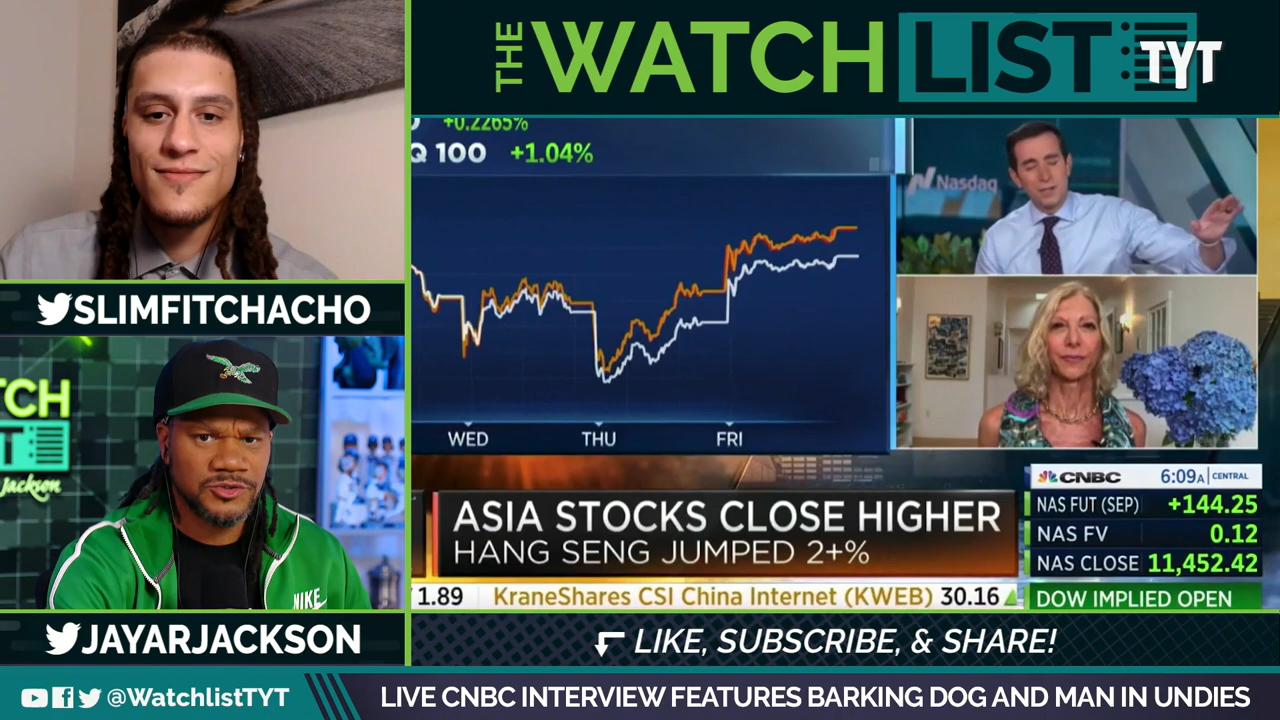 THE WATCHLIST
TYT
+0.2265%
Q 100 +1.04%
Nasdaq
SLIMFITCHACHO
TCH
T
Jackson
NIKE
JAYARJACKSON
WED THU FRI
CNBC 6:09A CENTRAL
NAS FUT (SEP) +144.25
NAS FV 0.12
NAS CLOSE 11,452.42
DOW IMPLIED OPEN
ASIA STOCKS CLOSE HIGHER
HANG SENG JUMPED 2+%
1.89 KraneShares CSI China Internet (KWEB) 30.16
LIKE, SUBSCRIBE, & SHARE!
@WatchlistTYT
LIVE CNBC INTERVIEW FEATURES BARKING DOG AND MAN IN UNDIES